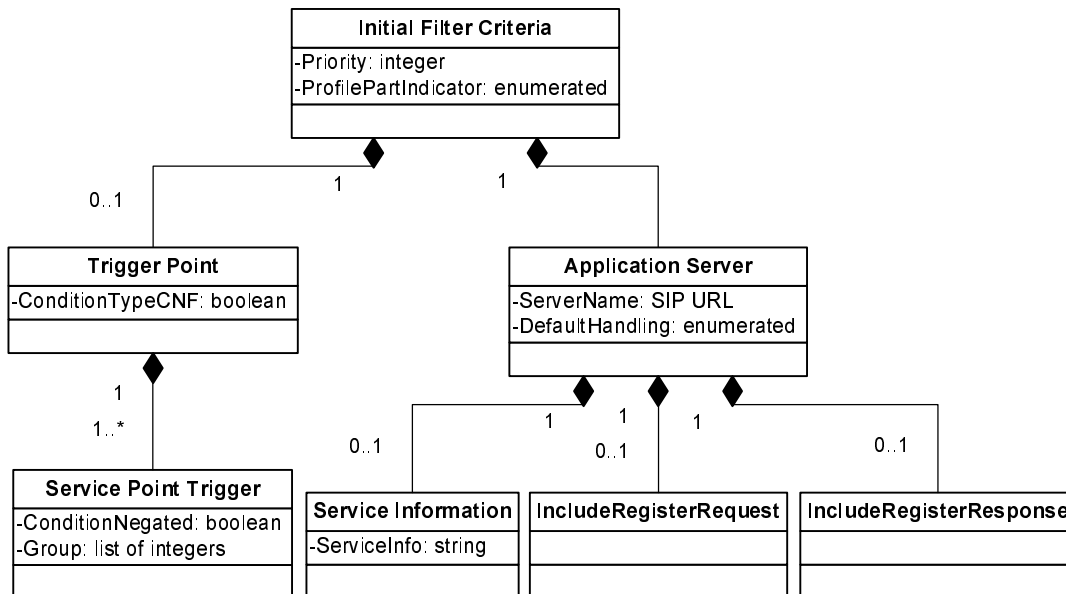 Initial Filter Criteria
-Priority: integer
-ProfilePartIndicator: enumerated
1
1
0..1
Trigger Point
-ConditionTypeCNF: boolean
Application Server
-ServerName: SIP URL
-DefaultHandling: enumerated
1
1..*
1
1
1
0..1
0..1
0..1
Service Point Trigger
-ConditionNegated: boolean
-Group: list of integers
Service Information
-ServiceInfo: string
IncludeRegisterRequest
IncludeRegisterResponse